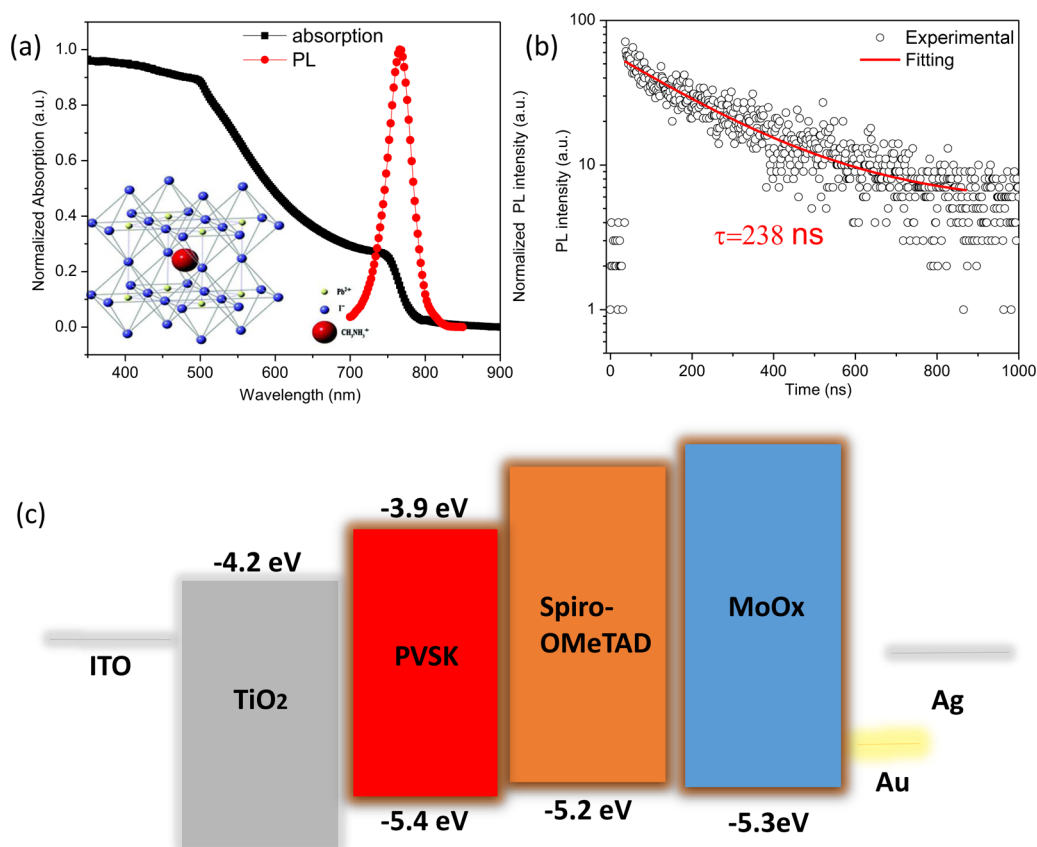 (a)
absorption
PL
Normalized Absorption (a.u.)
1.0
0.8
0.6
0.4
0.2
0.0
Pb²⁺
I⁻
CH₃NH₃⁺
400 500 600 700 800 900
Wavelength (nm)
(b)
Normalized PL intensity (a.u.)
PL intensity (a.u.)
100
10
1
Experimental
Fitting
τ=238 ns
0 200 400 600 800 1000
Time (ns)
(c)
-3.9 eV
-4.2 eV
Spiro-
OMeTAD
MoOx
PVSK
ITO
TiO₂
Ag
Au
-5.4 eV
-5.2 eV
-5.3eV